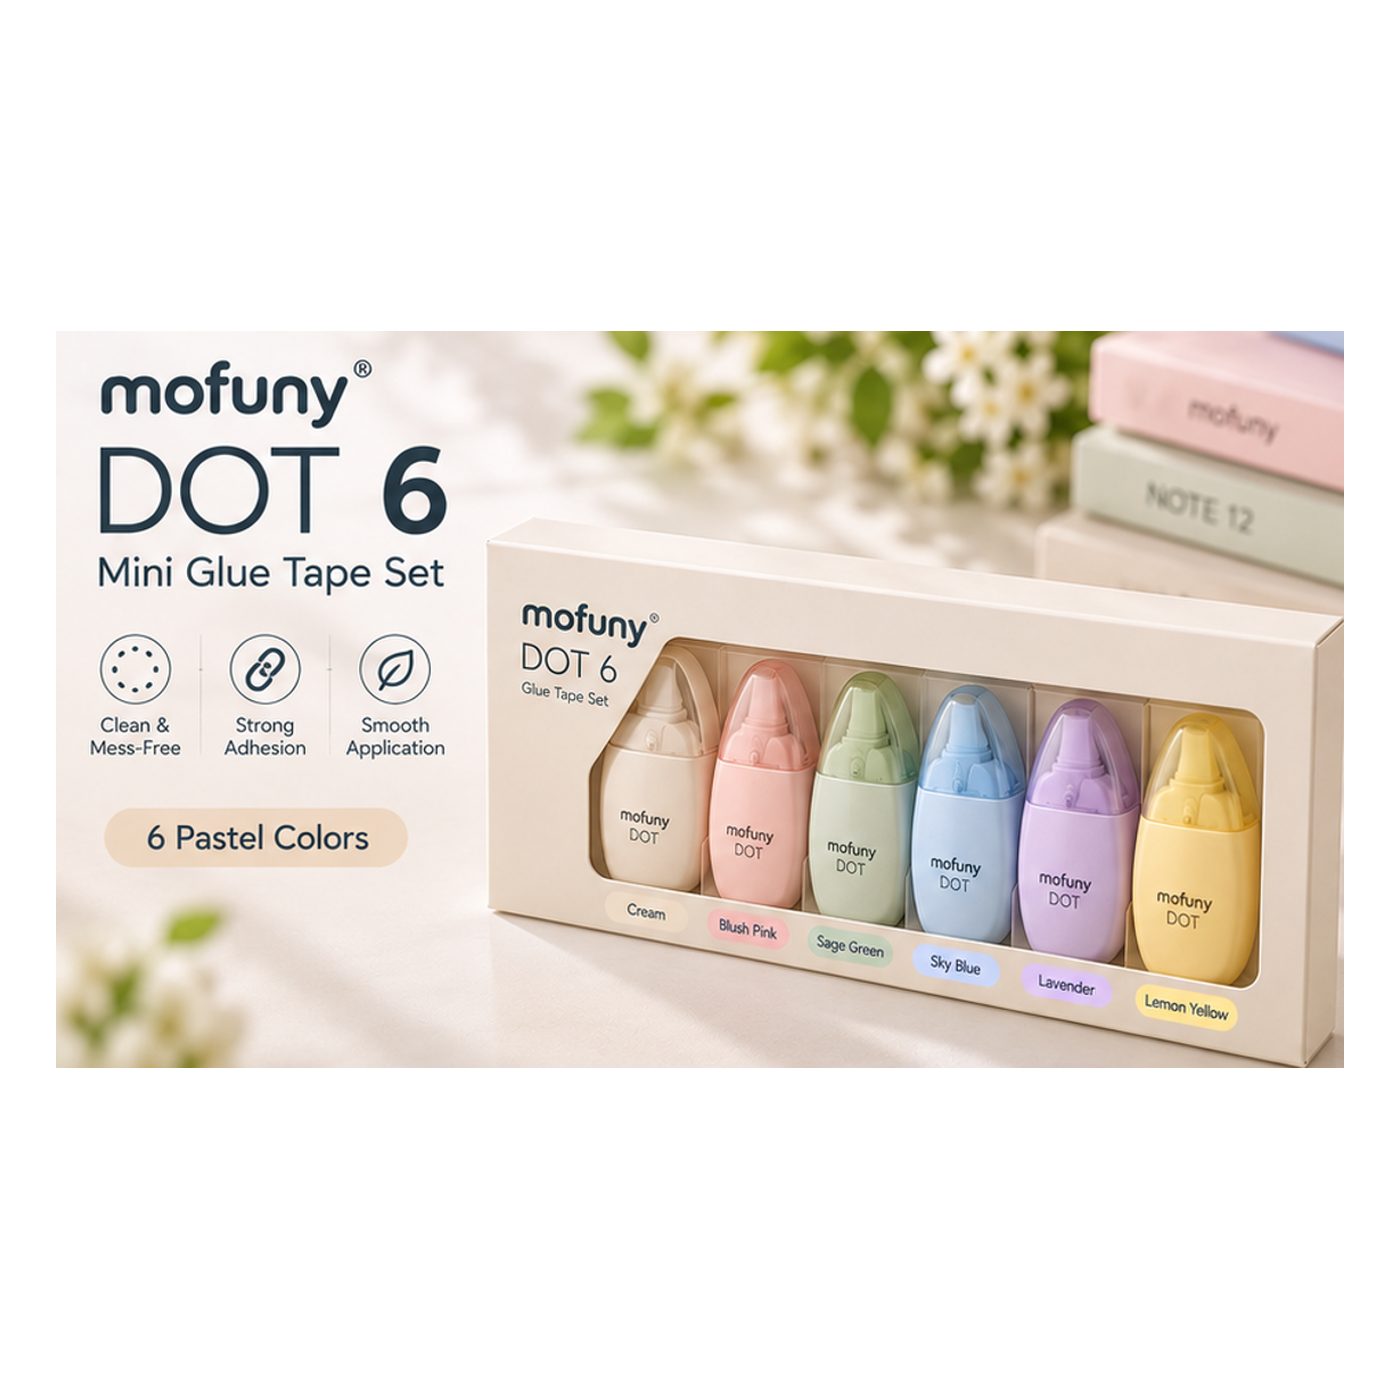 mofuny®
DOT 6
Mini Glue Tape Set
Clean &
Mess-Free
Strong
Adhesion
Smooth
Application
6 Pastel Colors
mofuny
NOTE 12
mofuny®
DOT 6
Glue Tape Set
mofuny
DOT
mofuny
DOT
mofuny
DOT
mofuny
DOT
mofuny
DOT
mofuny
DOT
Cream
Blush Pink
Sage Green
Sky Blue
Lavender
Lemon Yellow